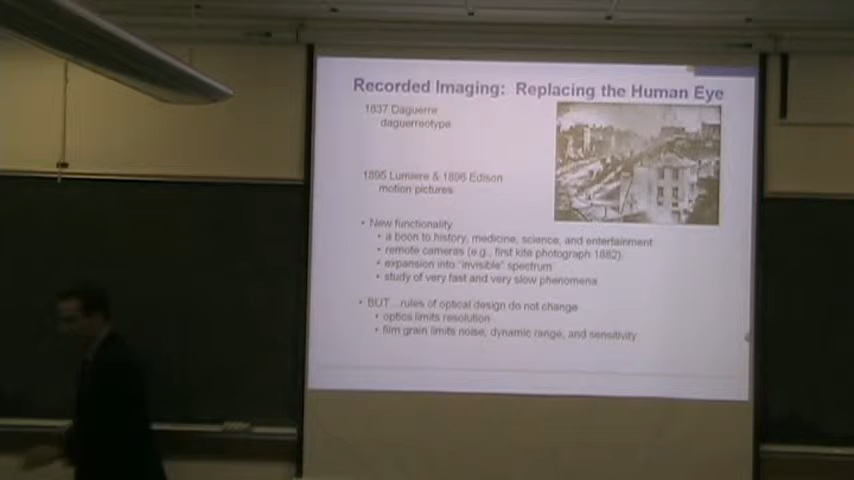 Recorded Imaging: Replacing the Human Eye
1837 Daguerre
daguerreotype
1895 Lumiere & 1896 Edison
motion pictures
• New functionality
• a boon to history, medicine, science, and entertainment
• remote cameras (e.g., first kite photograph 1882)
• expansion into "invisible" spectrum
• study of very fast and very slow phenomena
• BUT...rules of optical design do not change
• optics limits resolution
• film grain limits noise, dynamic range, and sensitivity